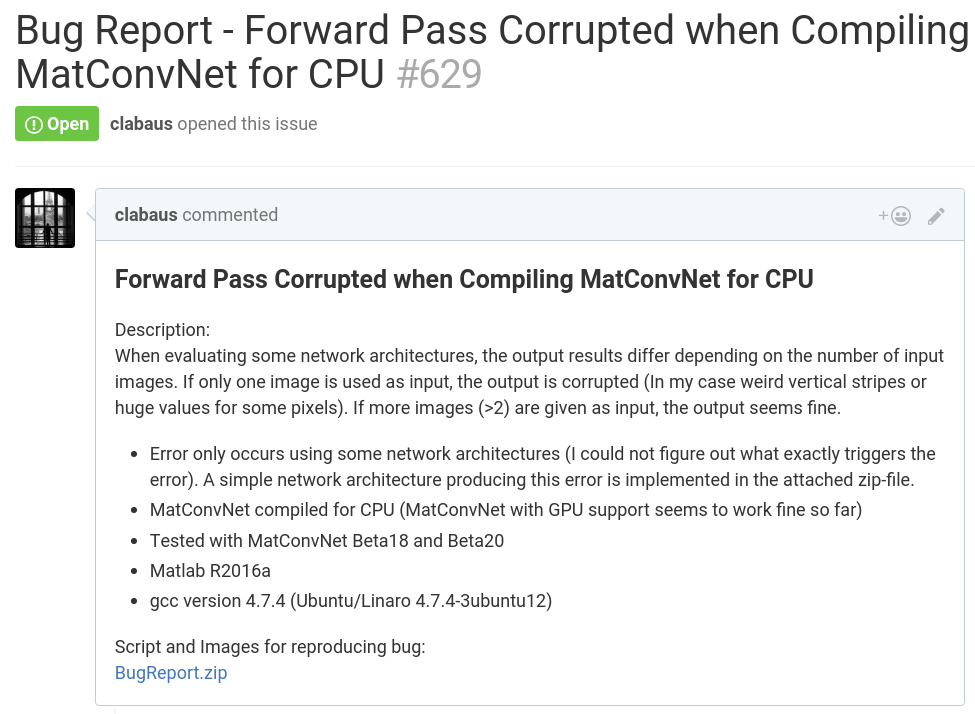 Bug Report - Forward Pass Corrupted when Compiling
MatConvNet for CPU #629
Open clabaus opened this issue
clabaus commented
Forward Pass Corrupted when Compiling MatConvNet for CPU
Description:
When evaluating some network architectures, the output results differ depending on the number of input
images. If only one image is used as input, the output is corrupted (In my case weird vertical stripes or
huge values for some pixels). If more images (>2) are given as input, the output seems fine.
• Error only occurs using some network architectures (I could not figure out what exactly triggers the
error). A simple network architecture producing this error is implemented in the attached zip-file.
• MatConvNet compiled for CPU (MatConvNet with GPU support seems to work fine so far)
• Tested with MatConvNet Beta18 and Beta20
• Matlab R2016a
• gcc version 4.7.4 (Ubuntu/Linaro 4.7.4-3ubuntu12)
Script and Images for reproducing bug:
BugReport.zip